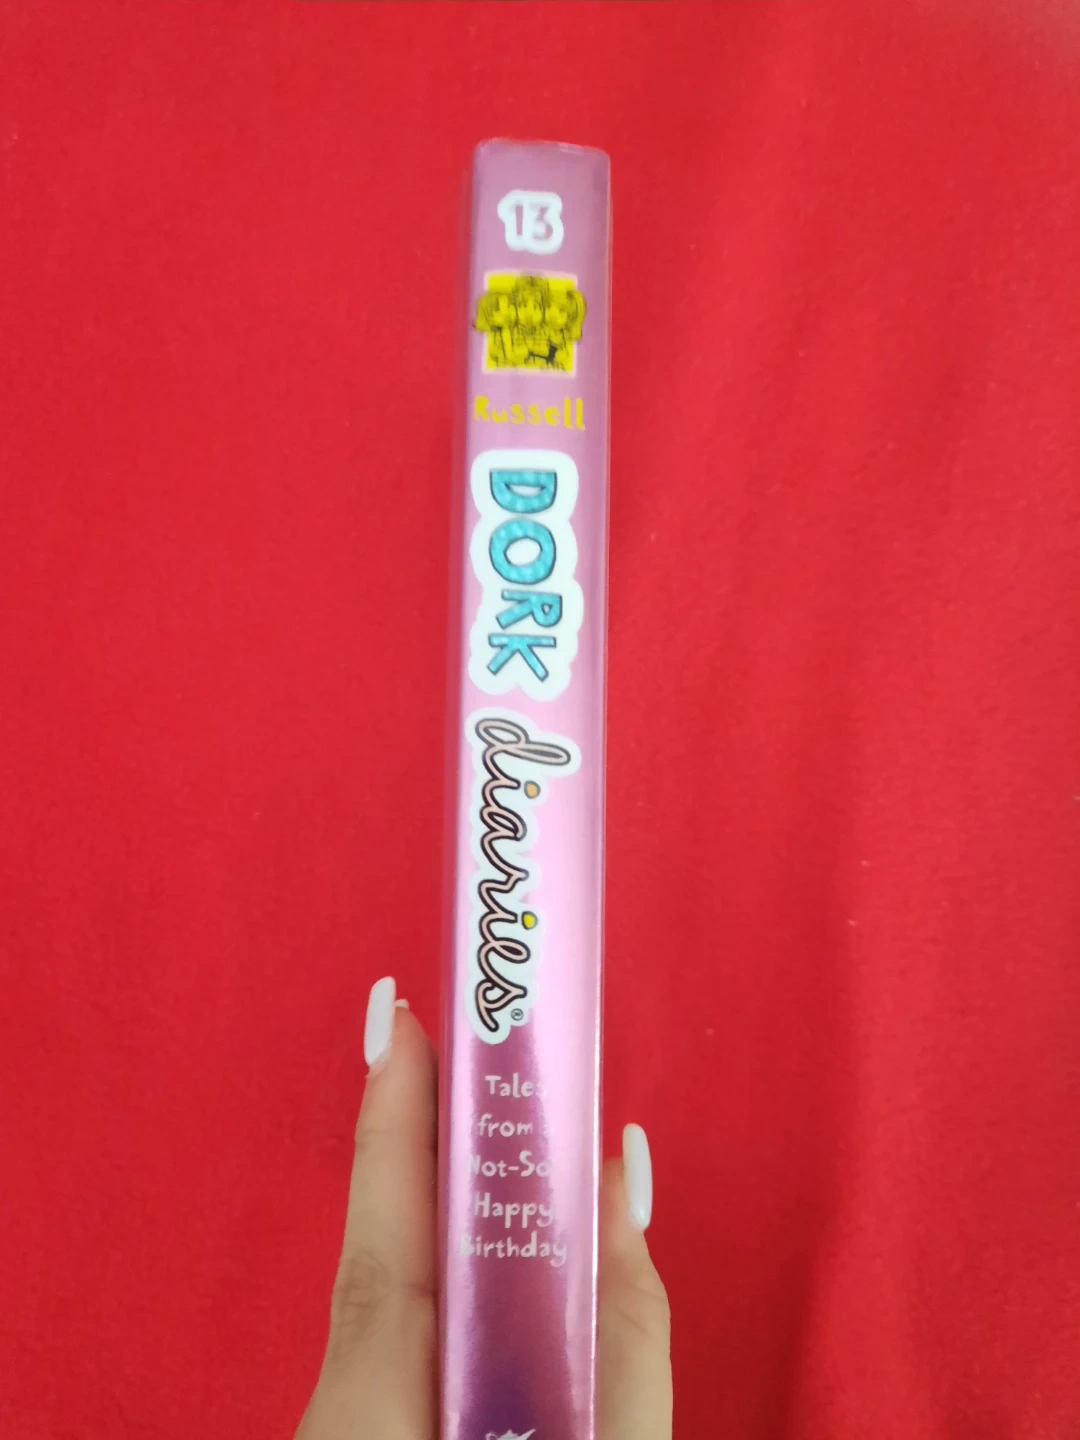 13
Russell
DORK
diaries®
Tales
from a
Not-So
Happy
Birthday